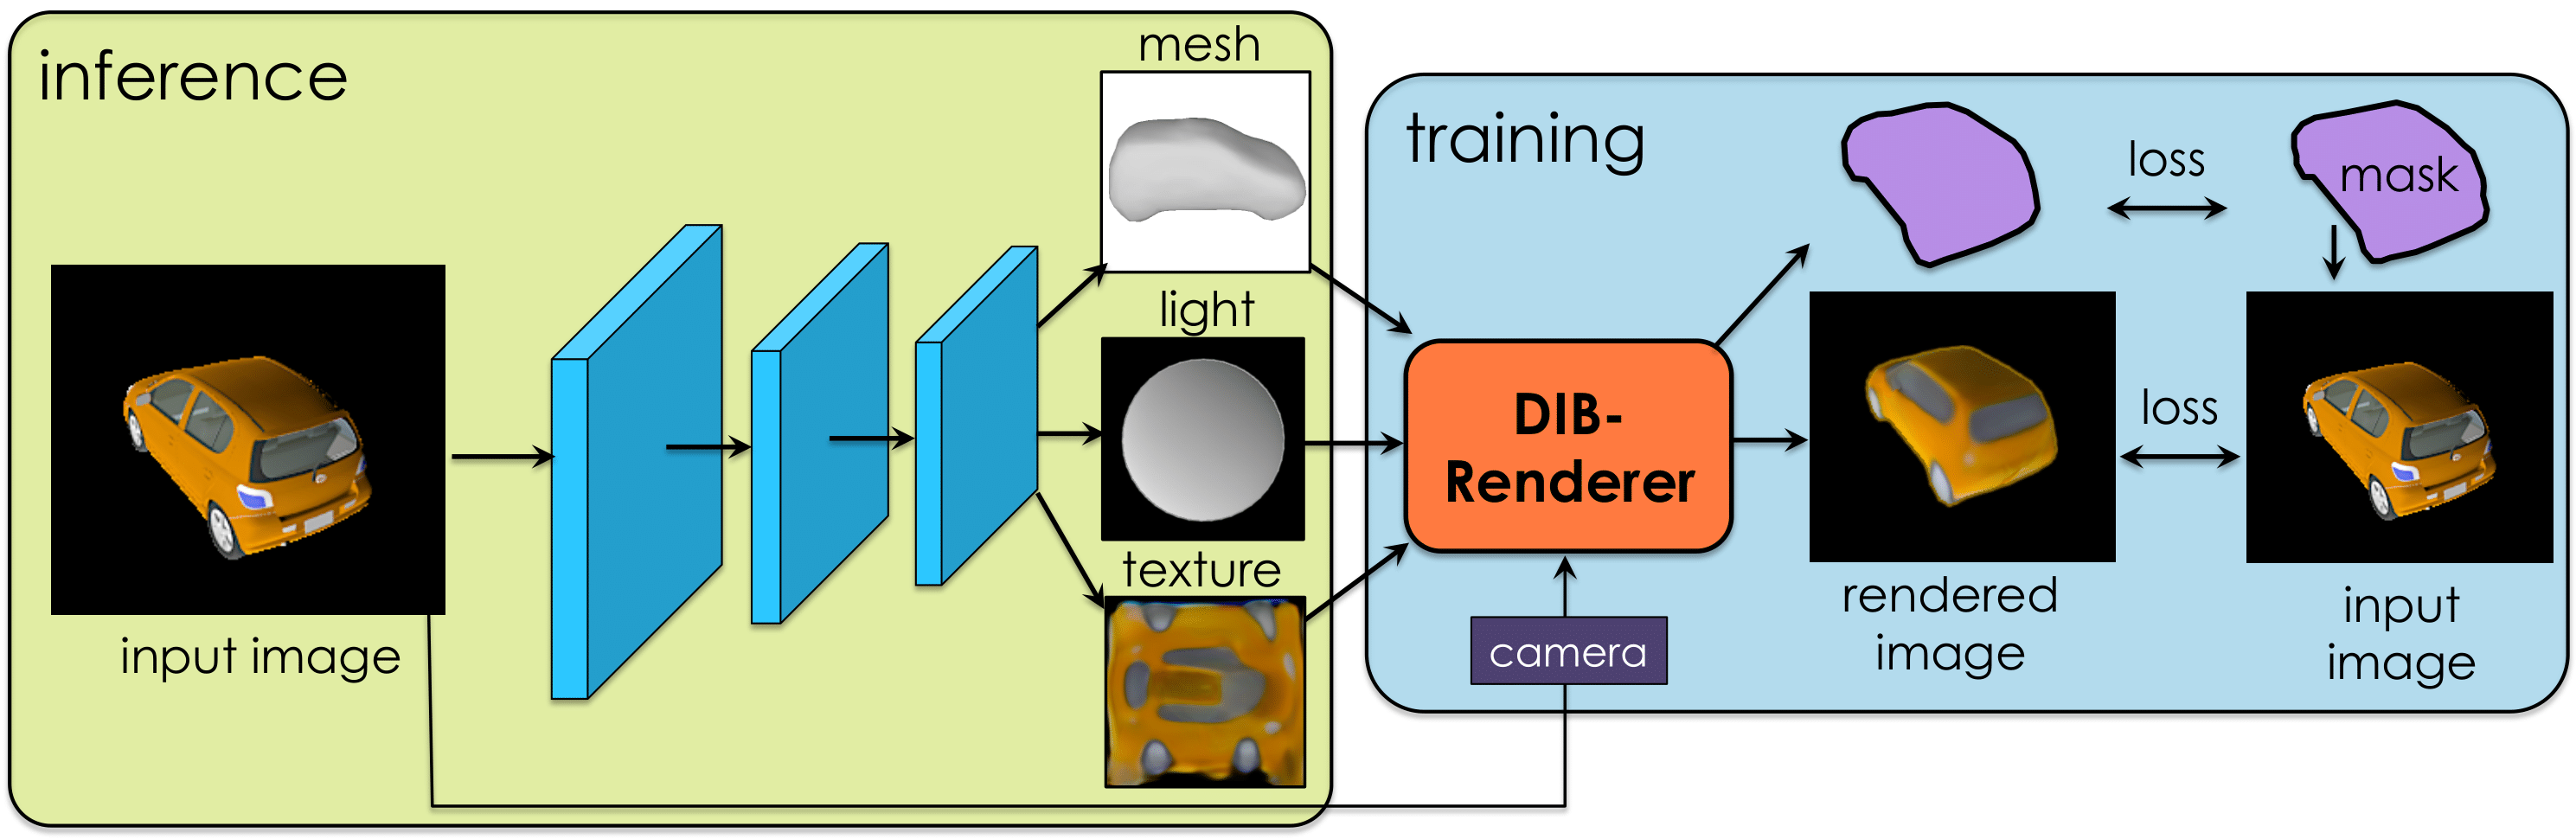 inference
input image
mesh
light
texture
training
DIB-
Renderer
camera
loss
mask
loss
rendered
image
input
image